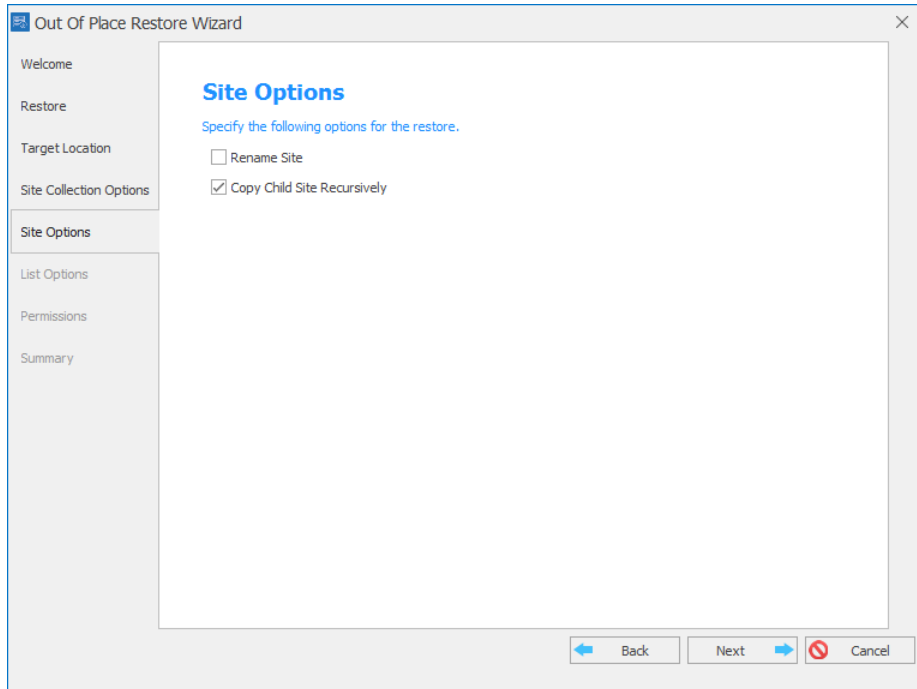 Out Of Place Restore Wizard
Welcome
Restore
Target Location
Site Collection Options
Site Options
List Options
Permissions
Summary
Site Options
Specify the following options for the restore.
Rename Site
Copy Child Site Recursively
Back
Next
Cancel